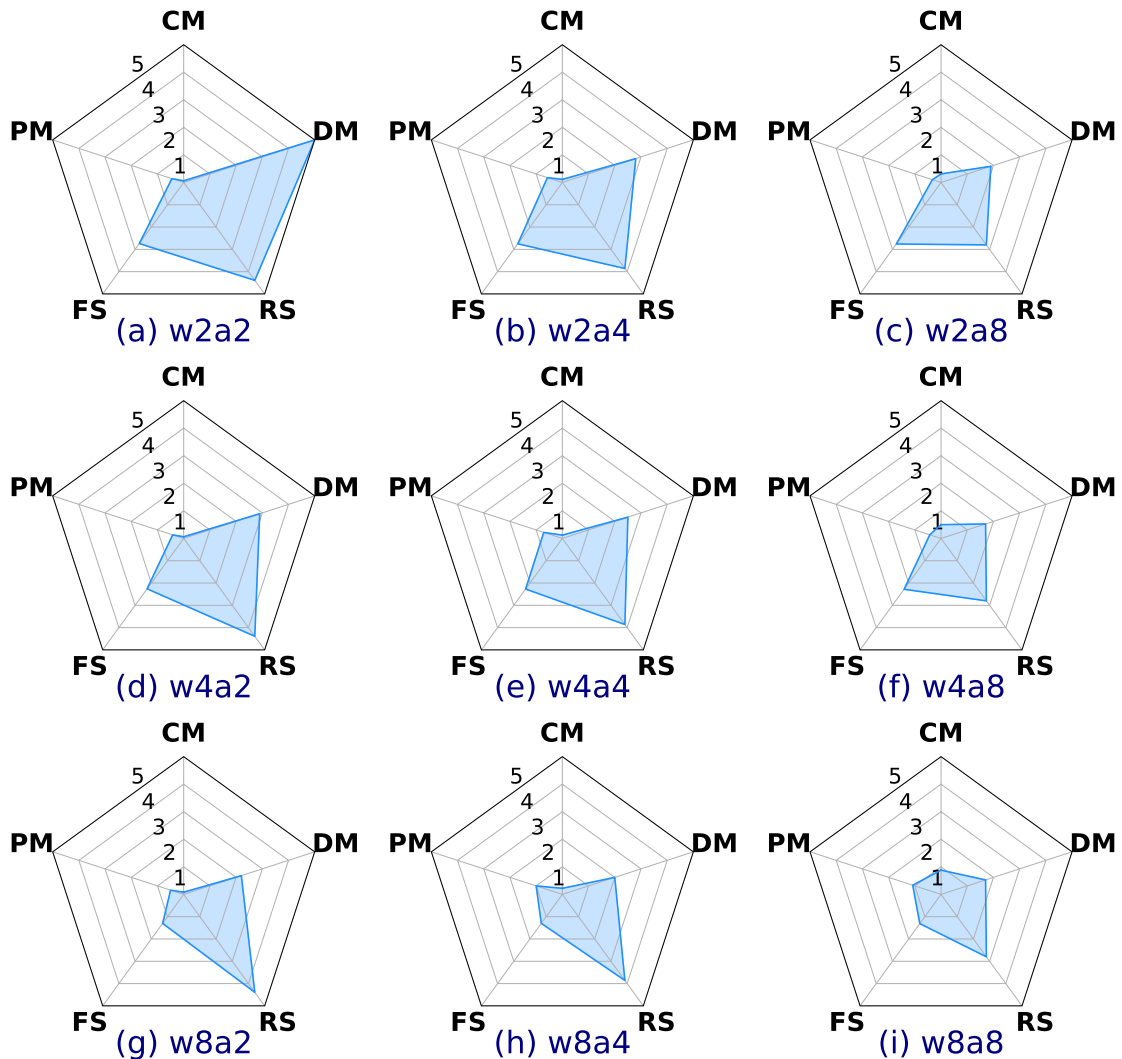 CM CM CM
5 5 5
4 4 4
PM 3 DM PM 3 DM PM 3 DM
2 2 2
1 1 1
FS RS FS RS FS RS
(a) w2a2 (b) w2a4 (c) w2a8
CM CM CM
5 5 5
4 4 4
PM 3 DM PM 3 DM PM 3 DM
2 2 2
1 1 1
FS RS FS RS FS RS
(d) w4a2 (e) w4a4 (f) w4a8
CM CM CM
5 5 5
4 4 4
PM 3 DM PM 3 DM PM 3 DM
2 2 2
1 1 1
FS RS FS RS FS RS
(g) w8a2 (h) w8a4 (i) w8a8